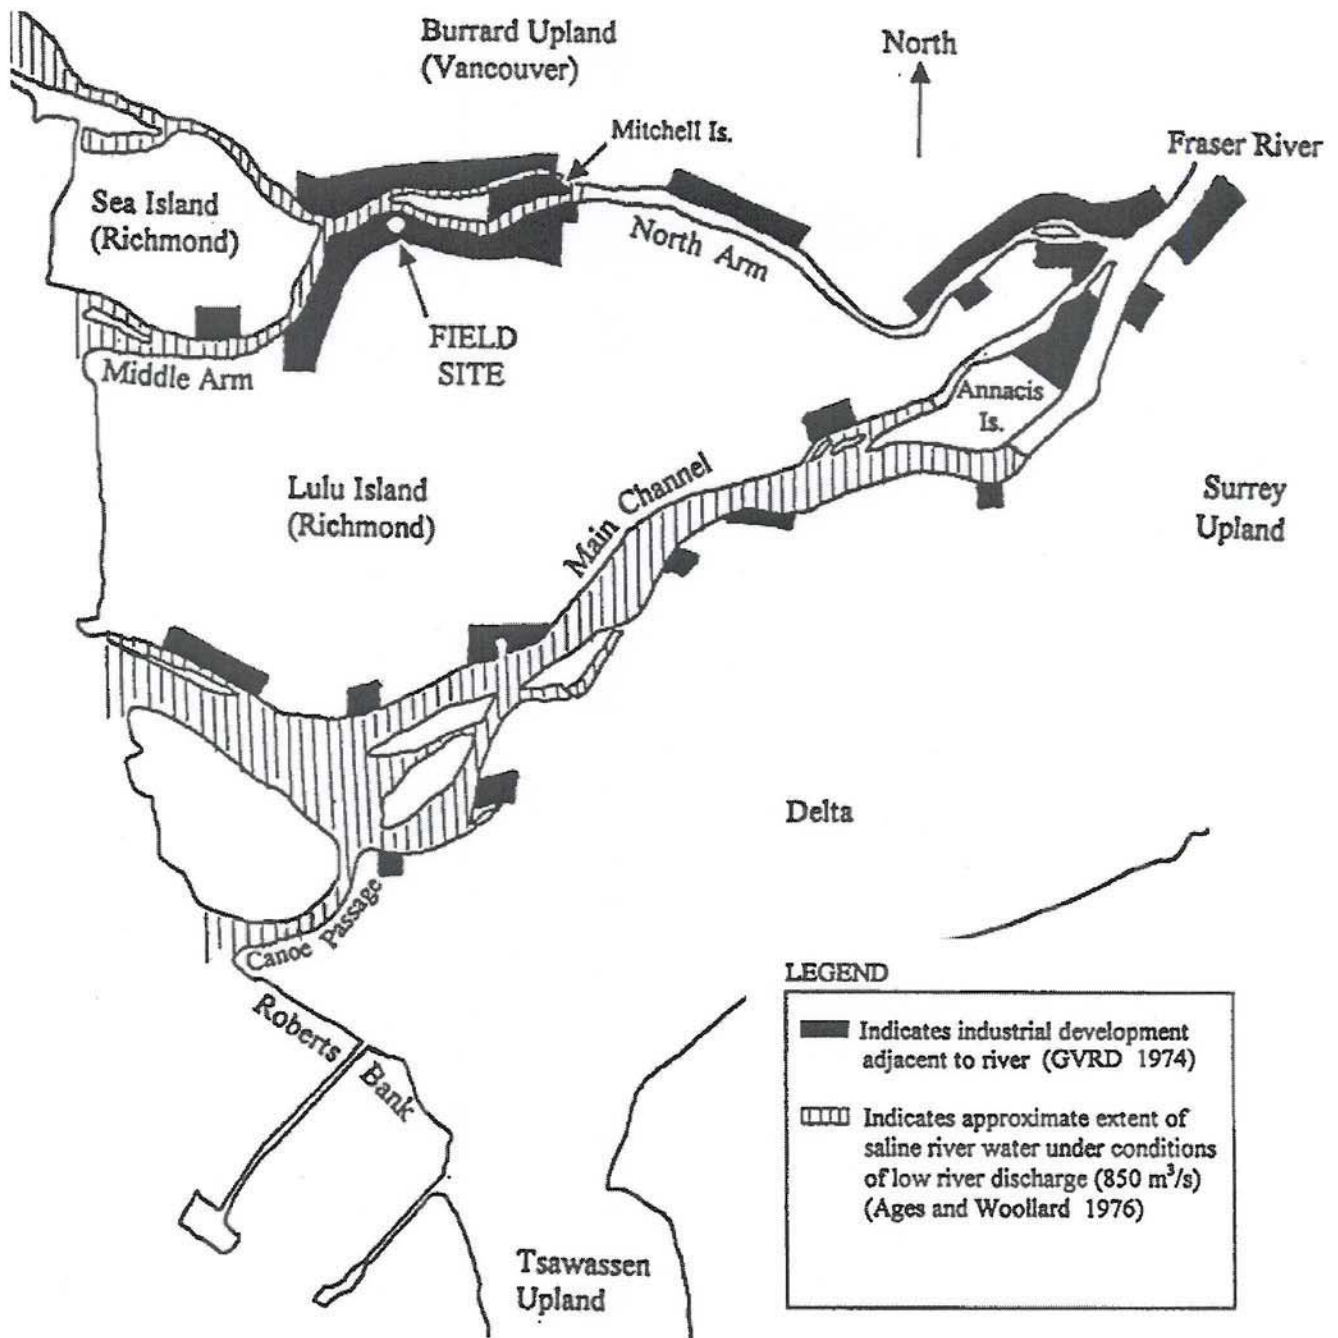 Burrard Upland
(Vancouver)
North
Mitchell Is.
Fraser River
Sea Island
(Richmond)
North Arm
FIELD
SITE
Middle Arm
Annacis
Is.
Lulu Island
(Richmond)
Main Channel
Surrey
Upland
Delta
Canoe Passage
Roberts
Bank
Tsawassen
Upland
LEGEND
Indicates industrial development
adjacent to river (GVRD 1974)
Indicates approximate extent of
saline river water under conditions
of low river discharge (850 m³/s)
(Ages and Woollard 1976)